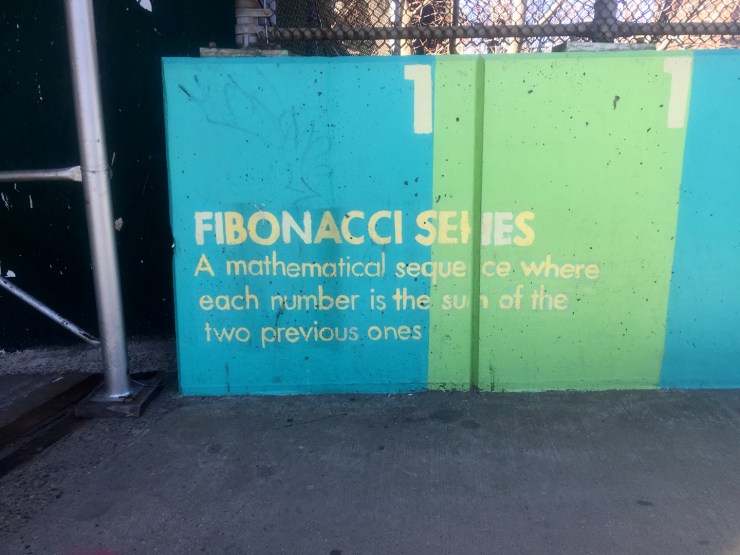 1 1
FIBONACCI SERIES
A mathematical sequence where
each number is the sum of the
two previous ones